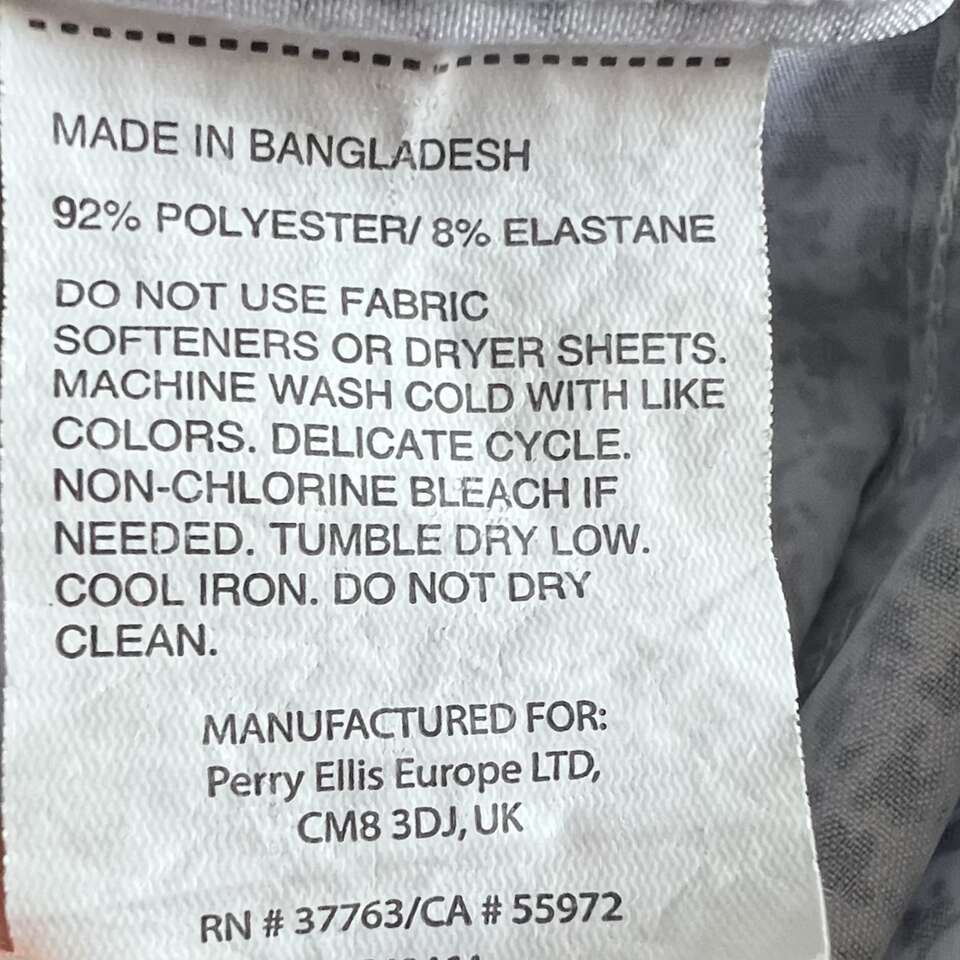 MADE IN BANGLADESH
92% POLYESTER/ 8% ELASTANE
DO NOT USE FABRIC
SOFTENERS OR DRYER SHEETS.
MACHINE WASH COLD WITH LIKE
COLORS. DELICATE CYCLE.
NON-CHLORINE BLEACH IF
NEEDED. TUMBLE DRY LOW.
COOL IRON. DO NOT DRY
CLEAN.
MANUFACTURED FOR:
Perry Ellis Europe LTD,
CM8 3DJ, UK
RN # 37763/CA # 55972